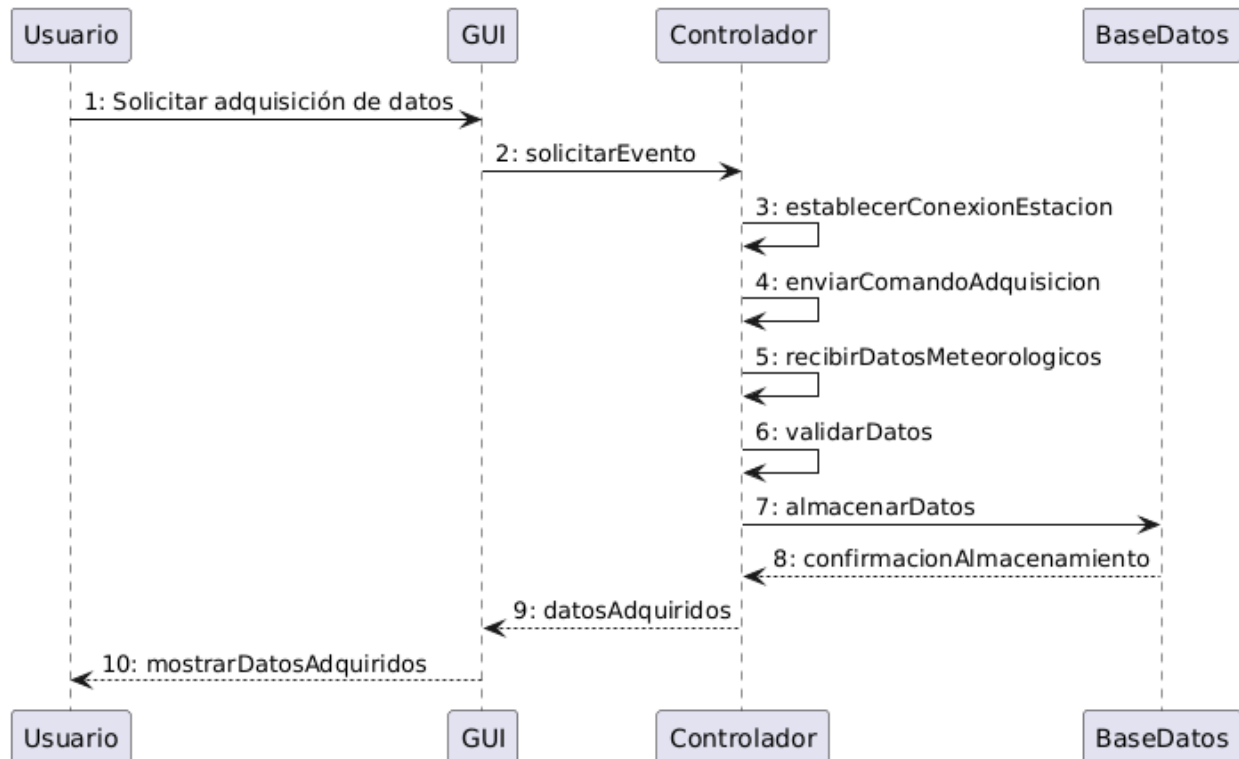 Usuario
GUI
Controlador
BaseDatos
1: Solicitar adquisición de datos
2: solicitarEvento
3: establecerConexionEstacion
4: enviarComandoAdquisicion
5: recibirDatosMeteorologicos
6: validarDatos
7: almacenarDatos
8: confirmacionAlmacenamiento
9: datosAdquiridos
10: mostrarDatosAdquiridos
Usuario
GUI
Controlador
BaseDatos